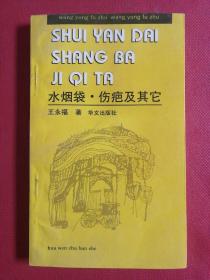 wang yong fu zhu wang yong fu zhu
SHUI YAN DAI
SHANG BA
JI QI TA
水烟袋·伤疤及其它
王永福 著 华文出版社
hua wen chu ban she